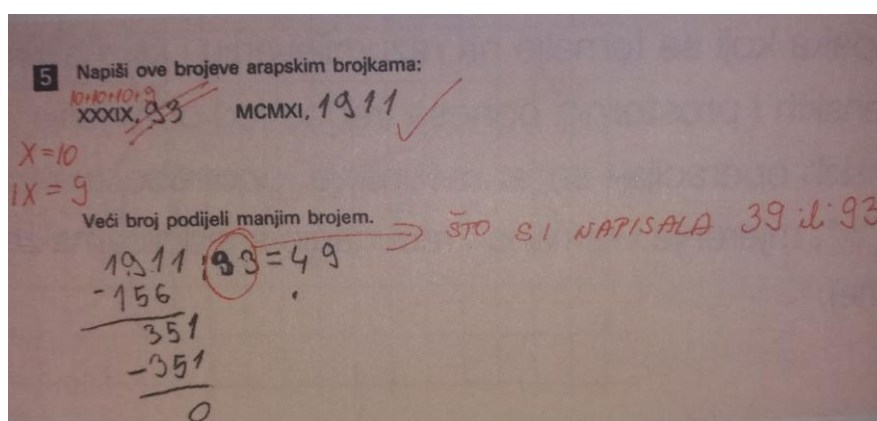 5 Napiši ove brojeve arapskim brojkama:
10+10+10+9
XXXIX, 93 MCMXI, 1911
X=10
IX=9
Veći broj podijeli manjim brojem.
ŠTO SI NAPISALA 39 ili 93
1911:93=49
-156
351
-351
0